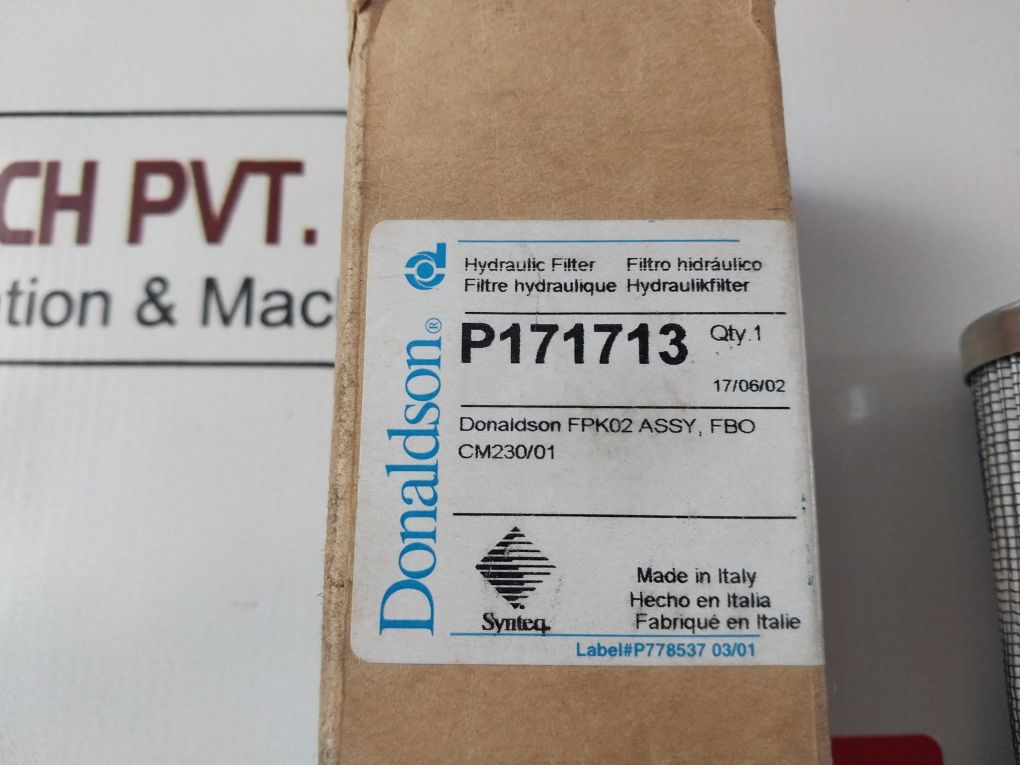 CH PVT.
tion & Mac
Donaldson®
Hydraulic Filter Filtro hidráulico
Filtre hydraulique Hydraulikfilter
P171713 Qty.1
17/06/02
Donaldson FPK02 ASSY, FBO
CM230/01
Synteq
Made in Italy
Hecho en Italia
Fabriqué en Italie
Label#P778537 03/01